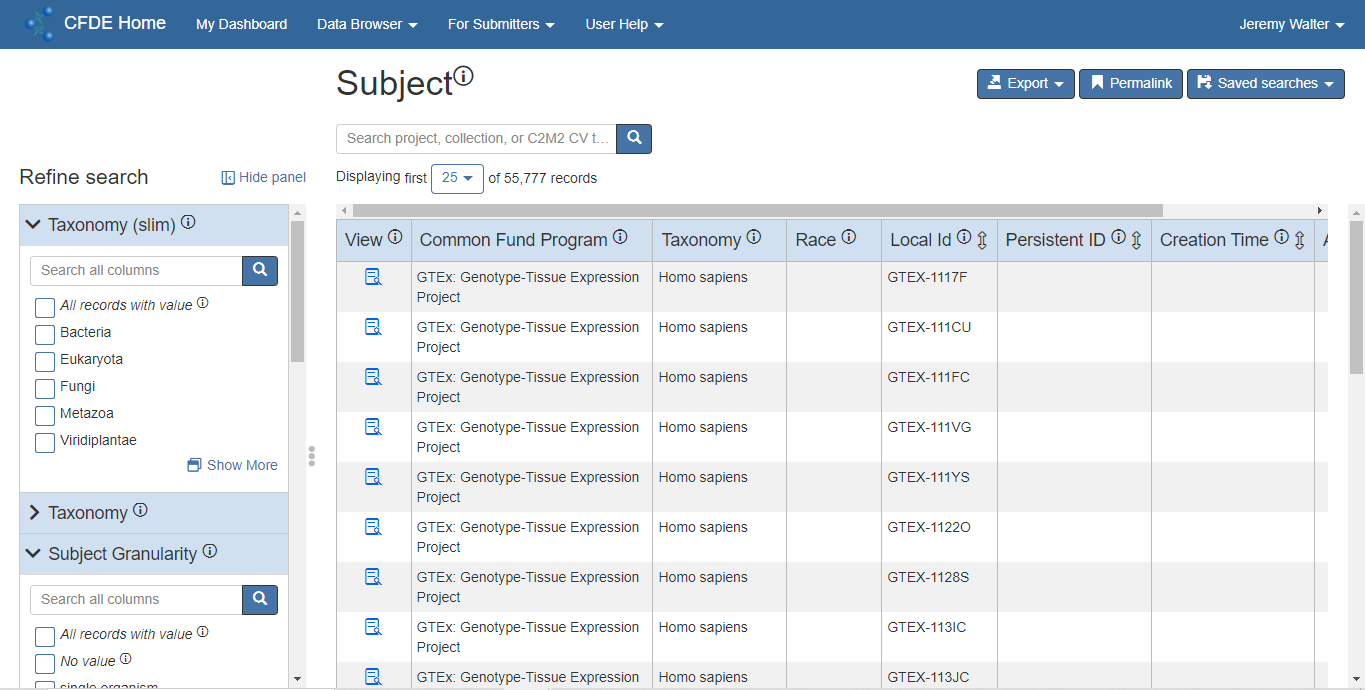 CFDE Home My Dashboard Data Browser For Submitters User Help Jeremy Walter
Subject
Export Permalink Saved searches
Search project, collection, or C2M2 CV t...
Refine search Hide panel
Displaying first 25 of 55,777 records
Taxonomy (slim)
Search all columns
All records with value
Bacteria
Eukaryota
Fungi
Metazoa
Viridiplantae
Show More
Taxonomy
Subject Granularity
Search all columns
All records with value
No value
single organism
View Common Fund Program Taxonomy Race Local Id Persistent ID Creation Time
GTEx: Genotype-Tissue Expression Homo sapiens GTEX-1117F
Project
GTEx: Genotype-Tissue Expression Homo sapiens GTEX-111CU
Project
GTEx: Genotype-Tissue Expression Homo sapiens GTEX-111FC
Project
GTEx: Genotype-Tissue Expression Homo sapiens GTEX-111VG
Project
GTEx: Genotype-Tissue Expression Homo sapiens GTEX-111YS
Project
GTEx: Genotype-Tissue Expression Homo sapiens GTEX-1122O
Project
GTEx: Genotype-Tissue Expression Homo sapiens GTEX-1128S
Project
GTEx: Genotype-Tissue Expression Homo sapiens GTEX-113IC
Project
GTEx: Genotype-Tissue Expression Homo sapiens GTEX-113JC